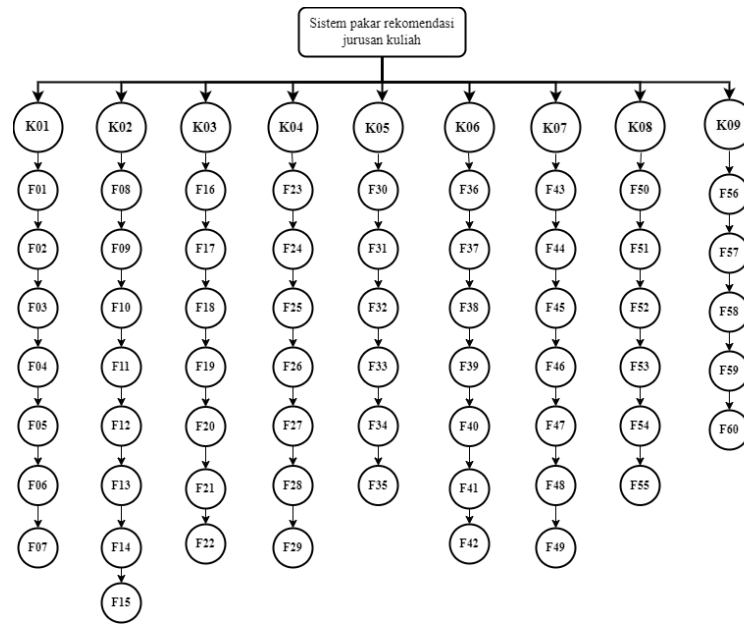 Sistem pakar rekomendasi
jurusan kuliah
K01 K02 K03 K04 K05 K06 K07 K08 K09
F01 F08 F16 F23 F30 F36 F43 F50 F56
F02 F09 F17 F24 F31 F37 F44 F51 F57
F03 F10 F18 F25 F32 F38 F45 F52 F58
F04 F11 F19 F26 F33 F39 F46 F53 F59
F05 F12 F20 F27 F34 F40 F47 F54 F60
F06 F13 F21 F28 F35 F41 F48 F55
F07 F14 F22 F29 F42 F49
F15